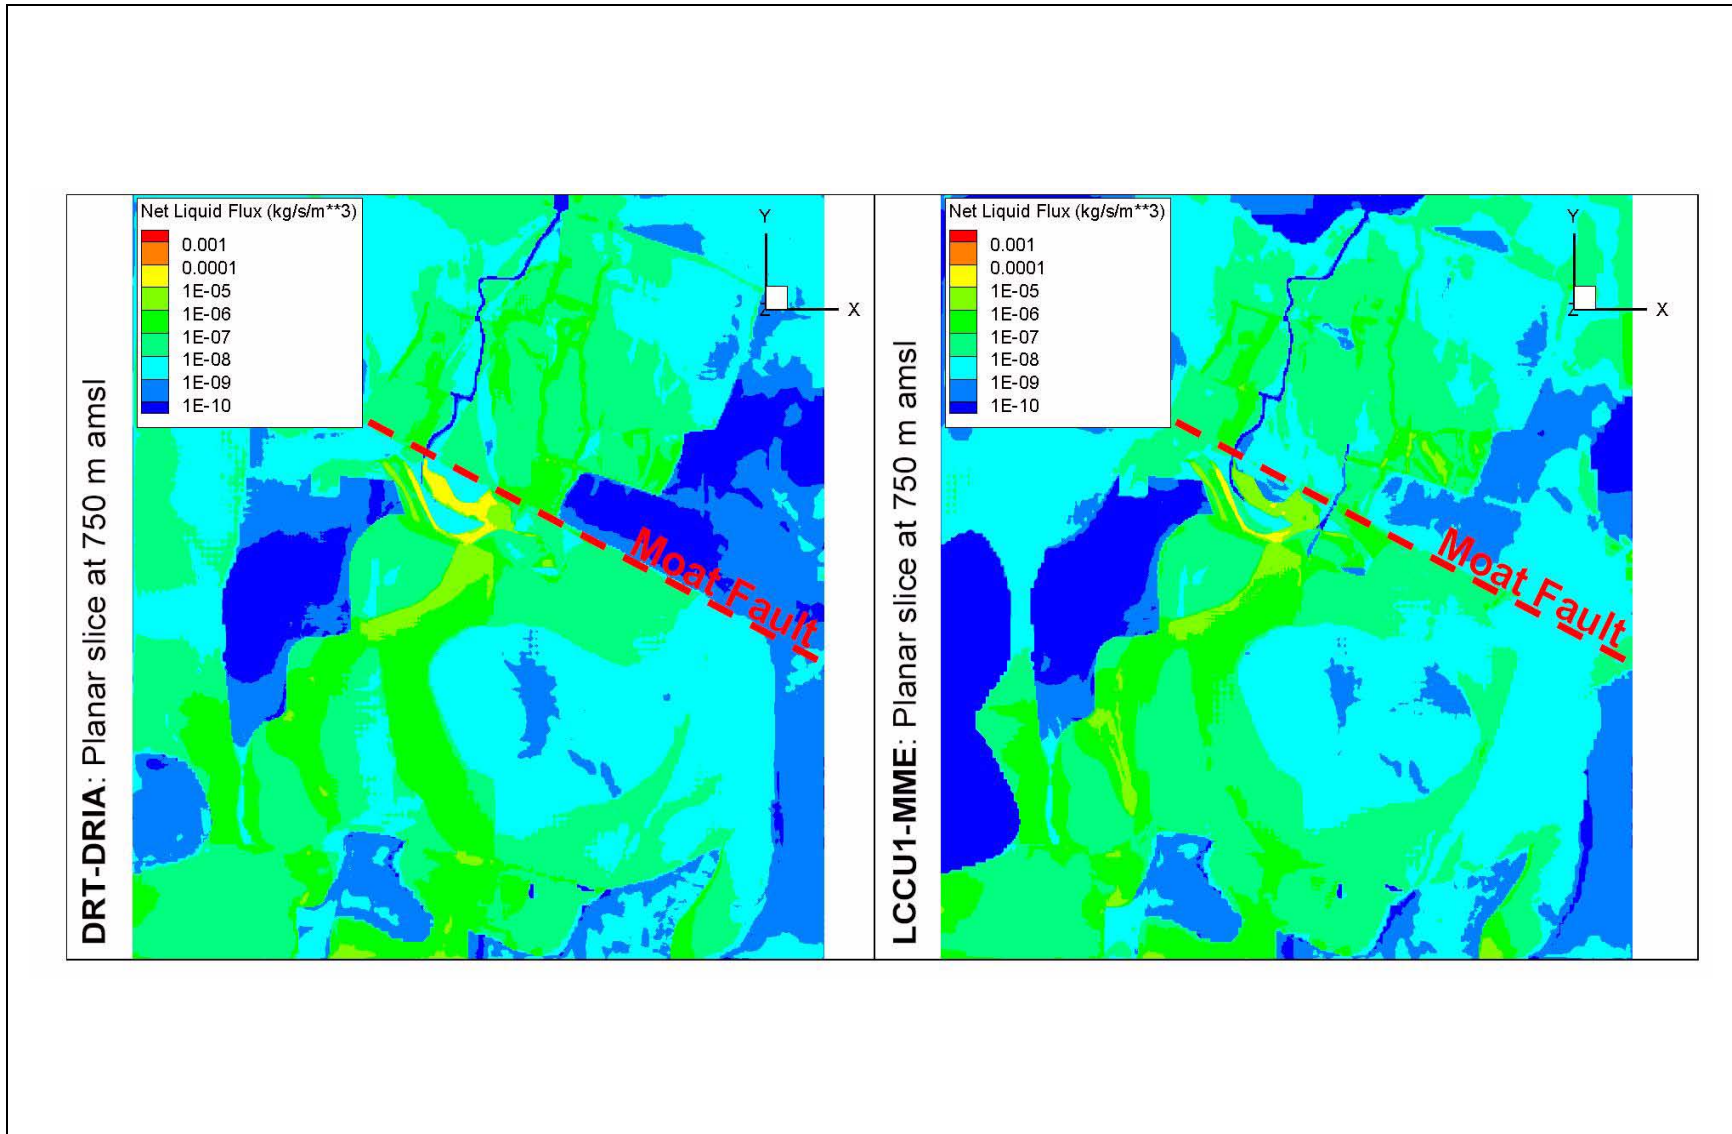 DRT-DRIA: Planar slice at 750 m amsl
Net Liquid Flux (kg/s/m**3)
0.001
0.0001
1E-05
1E-06
1E-07
1E-08
1E-09
1E-10
Y
Z
X
Moat Fault
LCCU1-MME: Planar slice at 750 m amsl
Net Liquid Flux (kg/s/m**3)
0.001
0.0001
1E-05
1E-06
1E-07
1E-08
1E-09
1E-10
Y
Z
X
Moat Fault